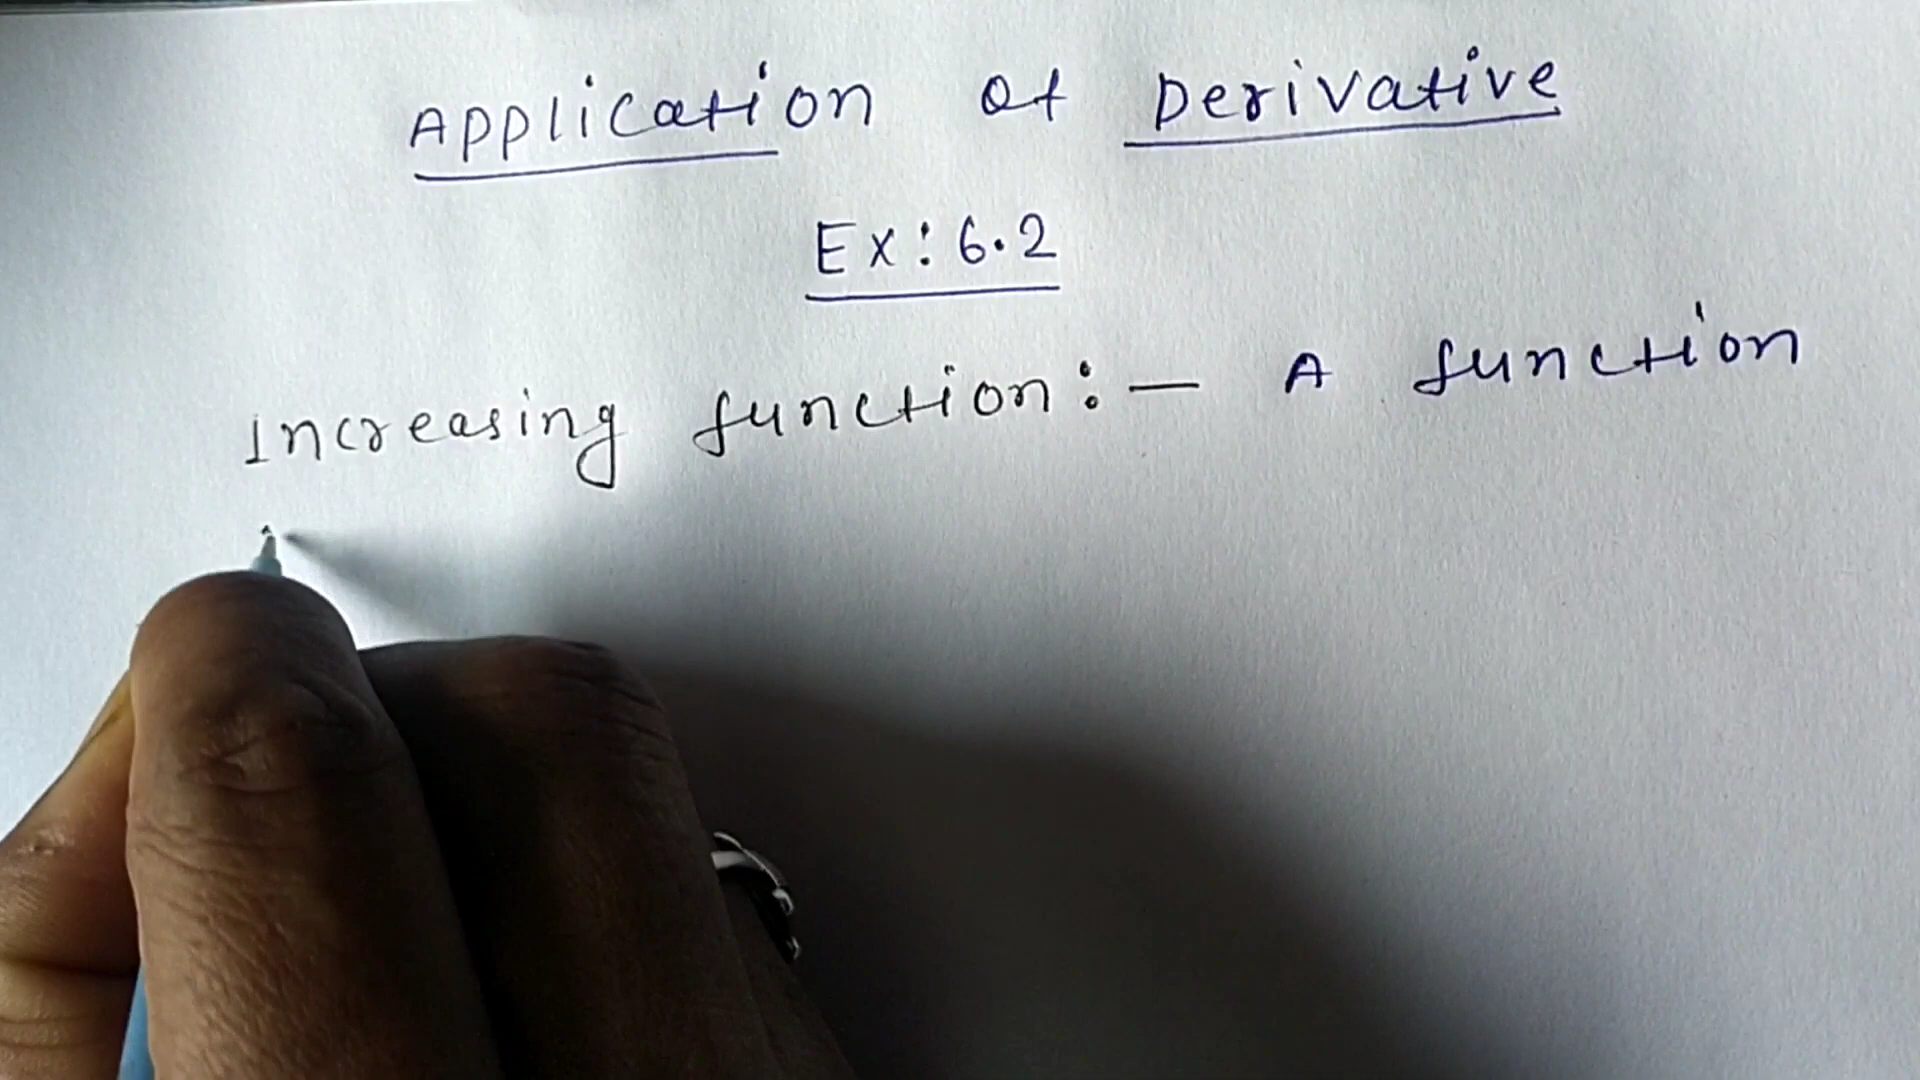 Application of Derivative
Ex: 6.2
Increasing function:— A function